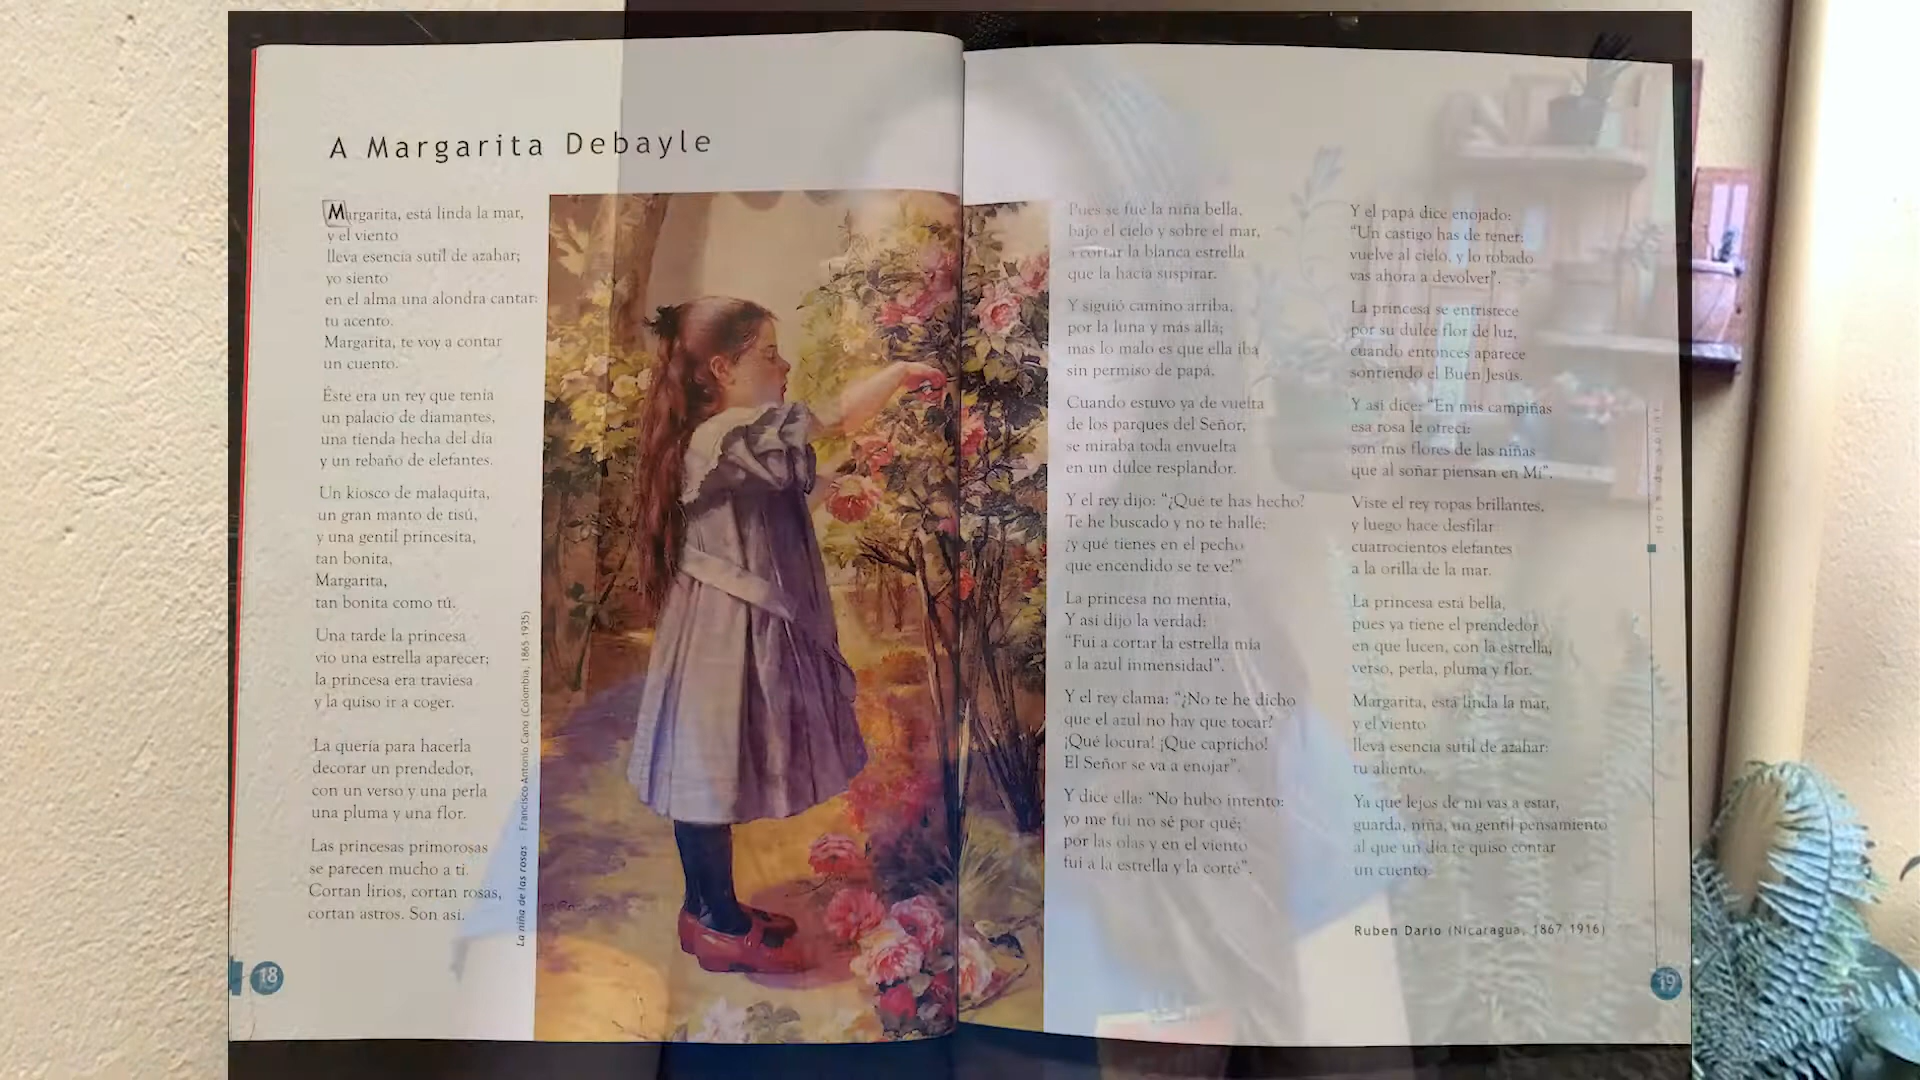 A Margarita Debayle
Margarita, está linda la mar,
y el viento
lleva esencia sutil de azahar;
yo siento
en el alma una alondra cantar:
tu acento.
Margarita, te voy a contar
un cuento.
Éste era un rey que tenía
un palacio de diamantes,
una tienda hecha del día
y un rebaño de elefantes.
Un kiosco de malaquita,
un gran manto de tisú,
y una gentil princesita,
tan bonita,
Margarita,
tan bonita como tú.
Una tarde la princesa
vio una estrella aparecer;
la princesa era traviesa
y la quiso ir a coger.
La quería para hacerla
decorar un prendedor,
con un verso y una perla
una pluma y una flor.
Las princesas primorosas
se parecen mucho a ti.
Cortan lirios, cortan rosas,
cortan astros. Son así.
La niña de las rosas Francisco Antonio Cano (Colombia, 1865 1935)
18
Pues se fue la niña bella,
bajo el cielo y sobre el mar,
a cortar la blanca estrella
que la hacía suspirar.
Y siguió camino arriba,
por la luna y más allá;
mas lo malo es que ella iba
sin permiso de papá.
Cuando estuvo ya de vuelta
de los parques del Señor,
se miraba toda envuelta
en un dulce resplandor.
Y el rey dijo: “¿Qué te has hecho?
Te he buscado y no te hallé;
¿y qué tienes en el pecho
que encendido se te ve?”
La princesa no mentía,
Y así dijo la verdad:
“Fui a cortar la estrella mía
a la azul inmensidad”.
Y el rey clama: “¿No te he dicho
que el azul no hay que tocar?
¡Qué locura! ¡Que capricho!
El Señor se va a enojar”.
Y dice ella: “No hubo intento:
yo me fui no sé por qué;
por las olas y en el viento
fui a la estrella y la corté”.
Y el papá dice enojado:
“Un castigo has de tener:
vuelve al cielo, y lo robado
vas ahora a devolver”.
La princesa se entristece
por su dulce flor de luz,
cuando entonces aparece
sonriendo el Buen Jesús.
Y así dice: “En mis campiñas
esa rosa le ofrecí:
son mis flores de las niñas
que al soñar piensan en Mí”.
Viste el rey ropas brillantes,
y luego hace desfilar
cuatrocientos elefantes
a la orilla de la mar.
La princesa está bella,
pues ya tiene el prendedor
en que lucen, con la estrella,
verso, perla, pluma y flor.
Margarita, está linda la mar,
y el viento
lleva esencia sutil de azahar:
tu aliento.
Ya que lejos de mí vas a estar,
guarda, niña, un gentil pensamiento
al que un día te quiso contar
un cuento.
Ruben Dario (Nicaragua, 1867 1916)
19